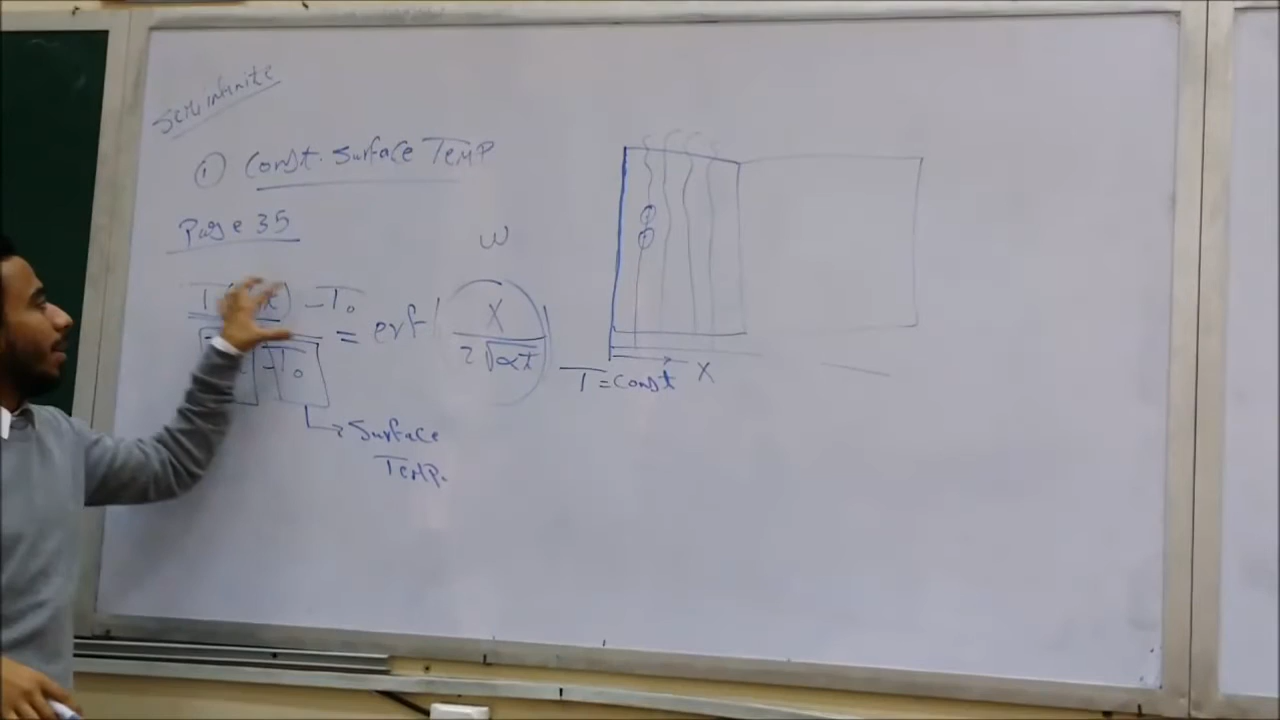 Semi infinite
① Const. Surface Temp
Page 35
ω
T( t) - T₀
- T₀
= erf( X / 2√αt )
Surface
Temp.
T = Const
X